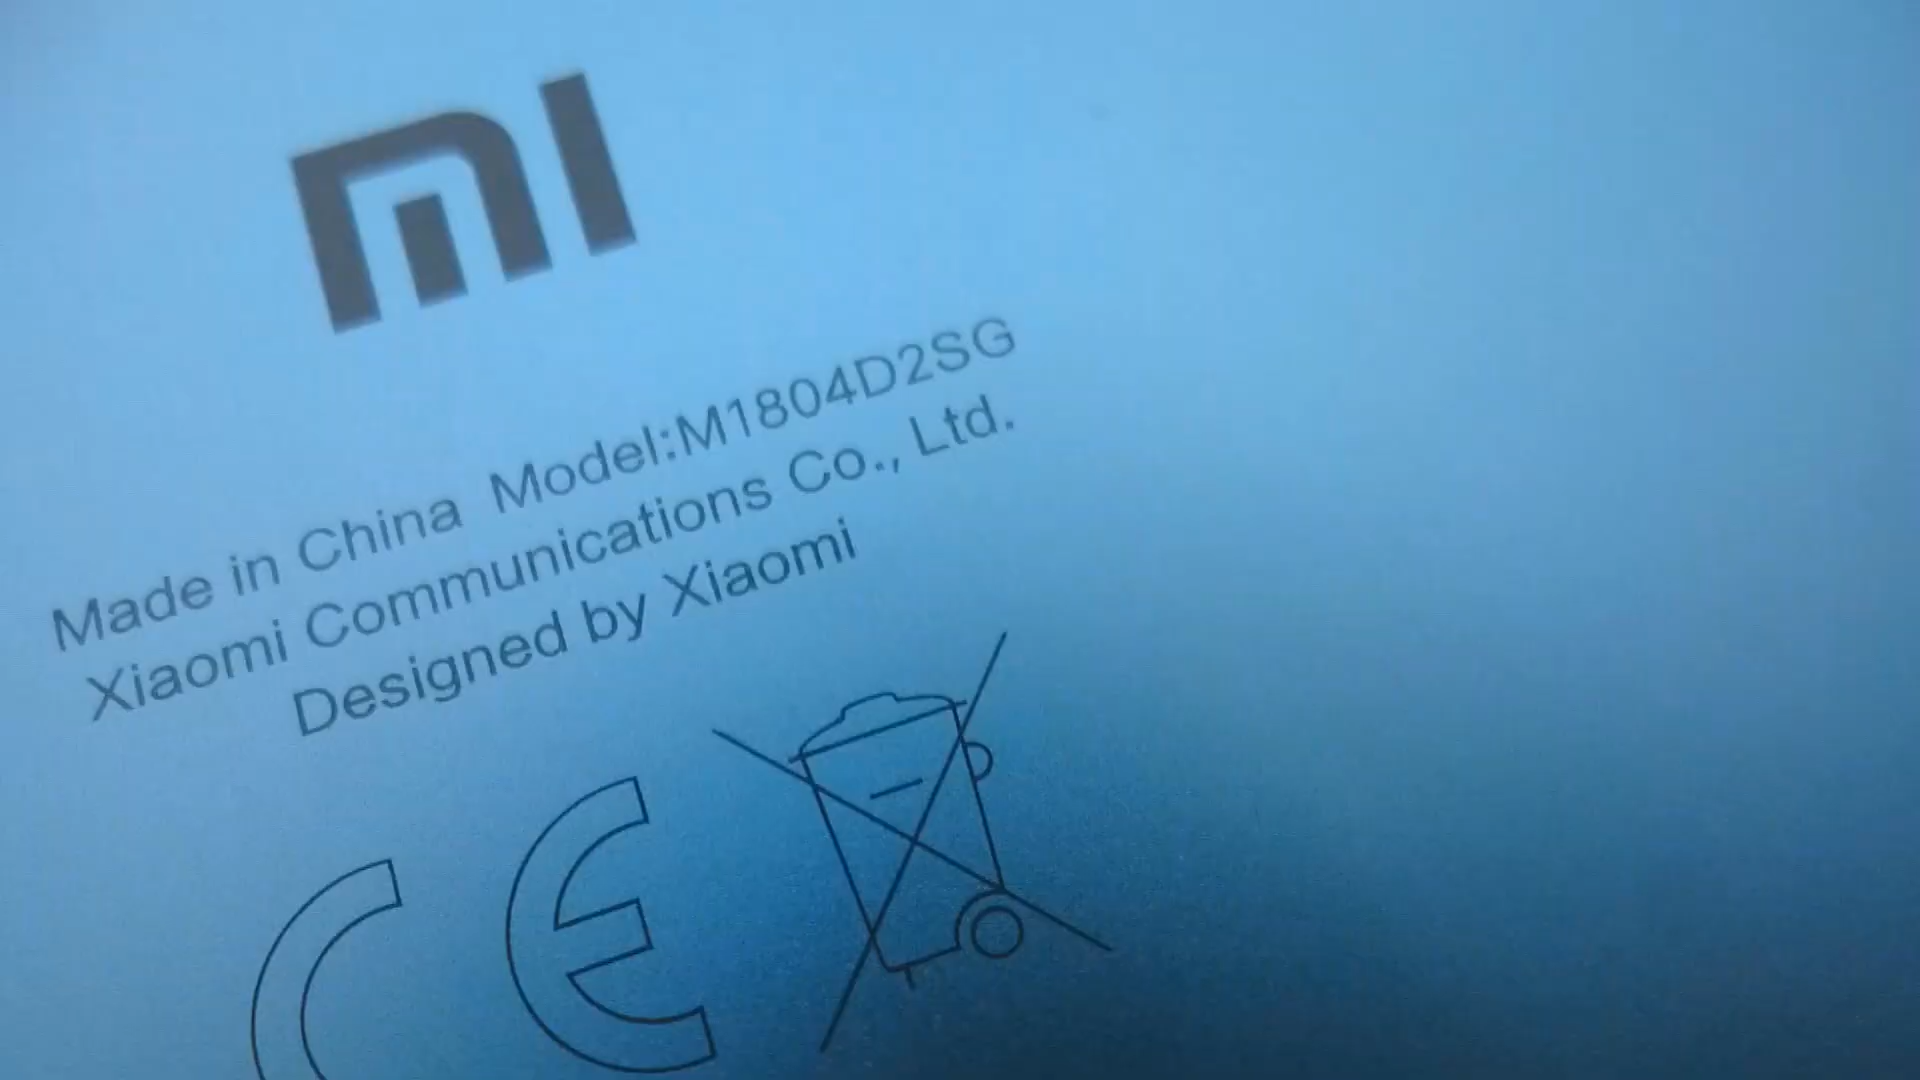 mi
Made in China Model:M1804D2SG
Xiaomi Communications Co., Ltd.
Designed by Xiaomi
CE